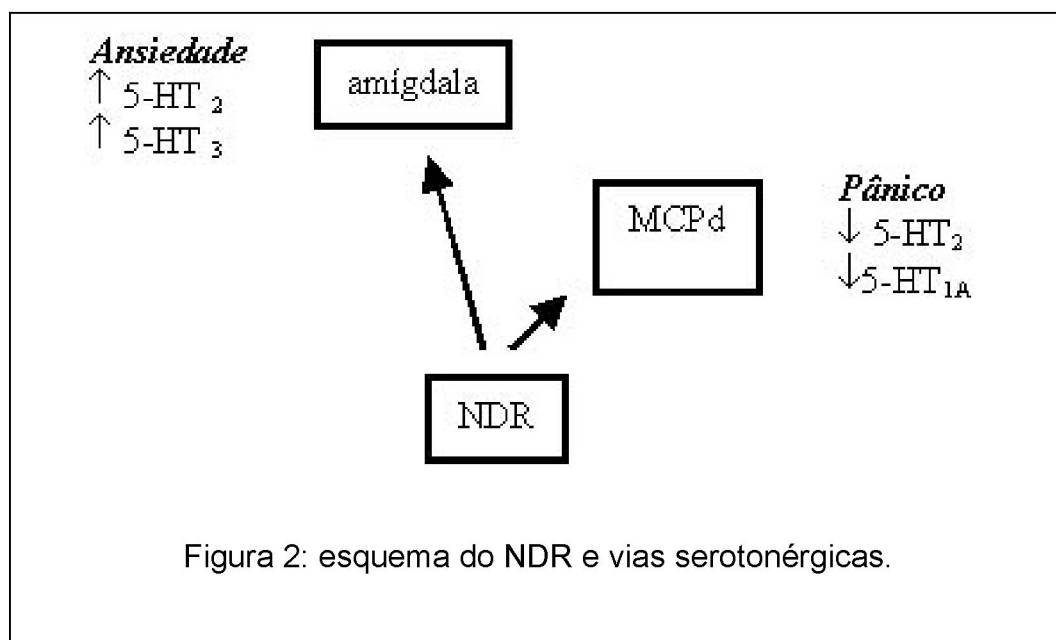 Ansiedade
↑ 5-HT ₂
↑ 5-HT ₃
amígdala
MCPd
Pânico
↓ 5-HT₂
↓5-HT₁A
NDR
Figura 2: esquema do NDR e vias serotonérgicas.